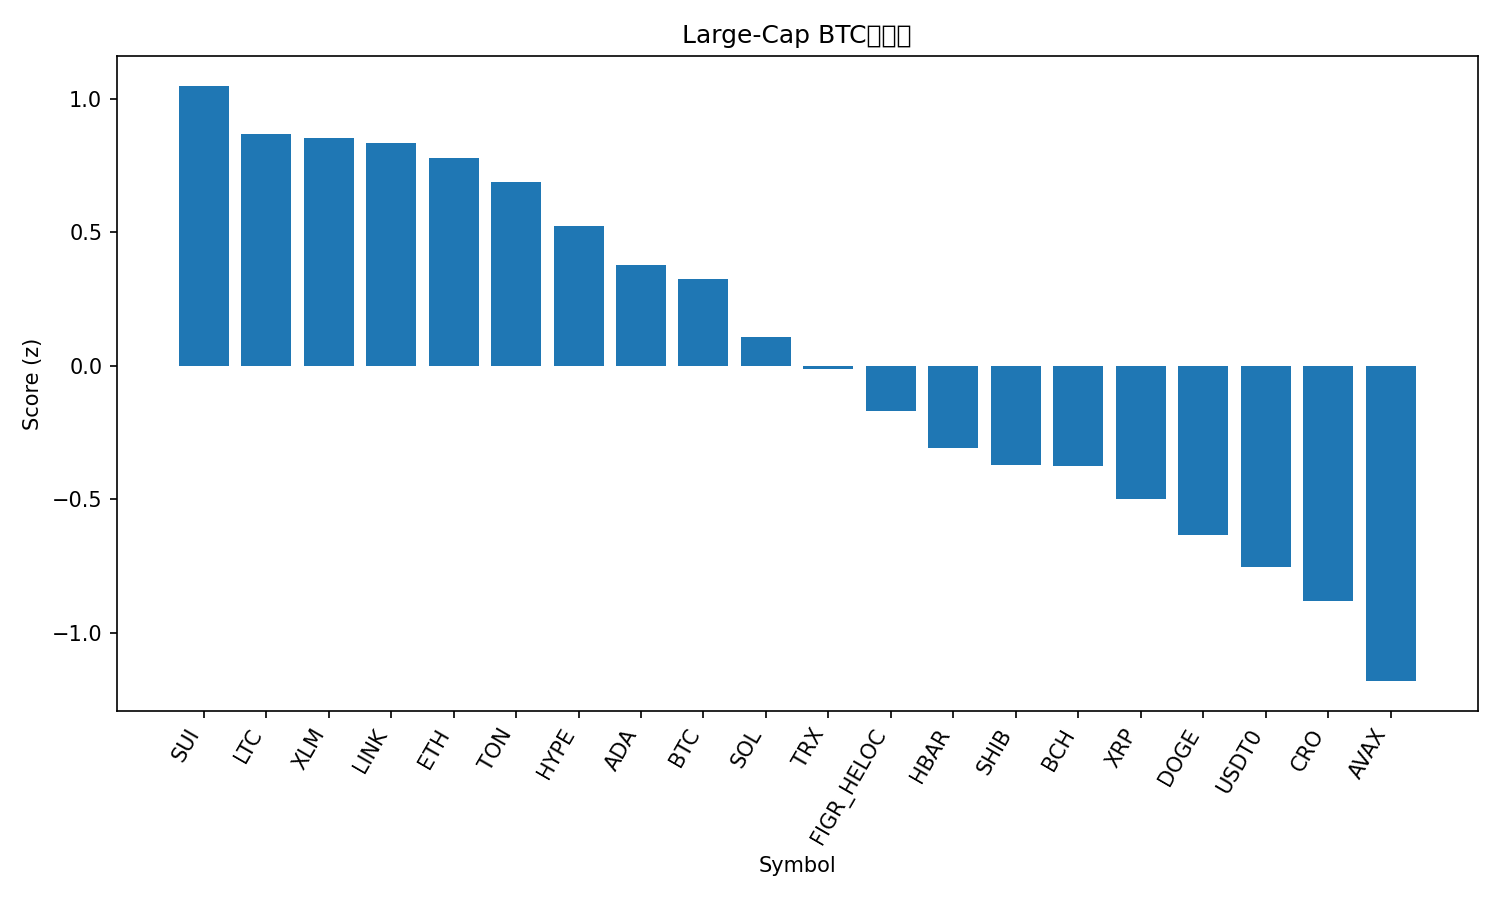 Large-Cap BTC
1.0
0.5
0.0
−0.5
−1.0
Score (z)
SUI
LTC
XLM
LINK
ETH
TON
HYPE
ADA
BTC
SOL
TRX
FIGR_HELOC
HBAR
SHIB
BCH
XRP
DOGE
USDT0
CRO
AVAX
Symbol